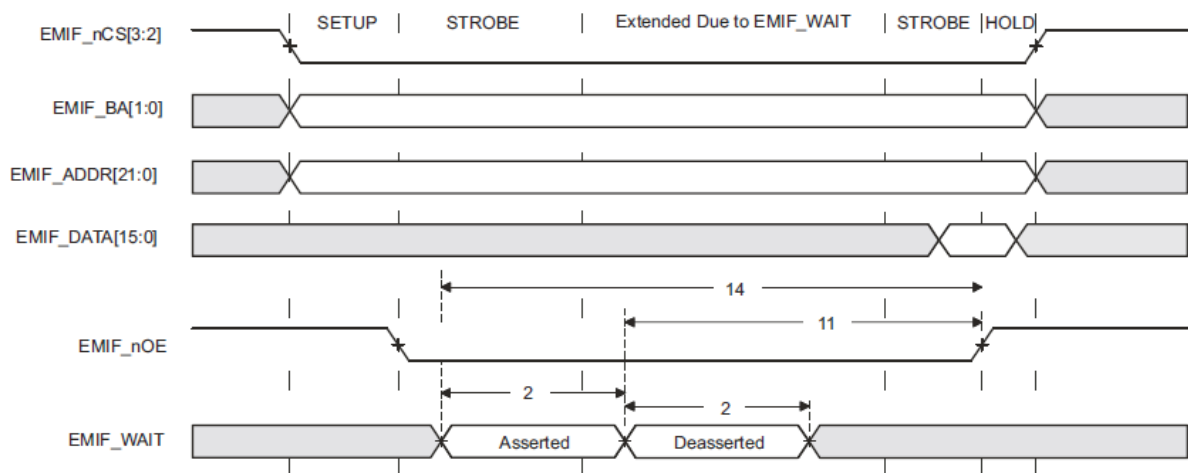 SETUP STROBE Extended Due to EMIF_WAIT STROBE HOLD
EMIF_nCS[3:2]
EMIF_BA[1:0]
EMIF_ADDR[21:0]
EMIF_DATA[15:0]
14
11
EMIF_nOE
2
2
EMIF_WAIT Asserted Deasserted